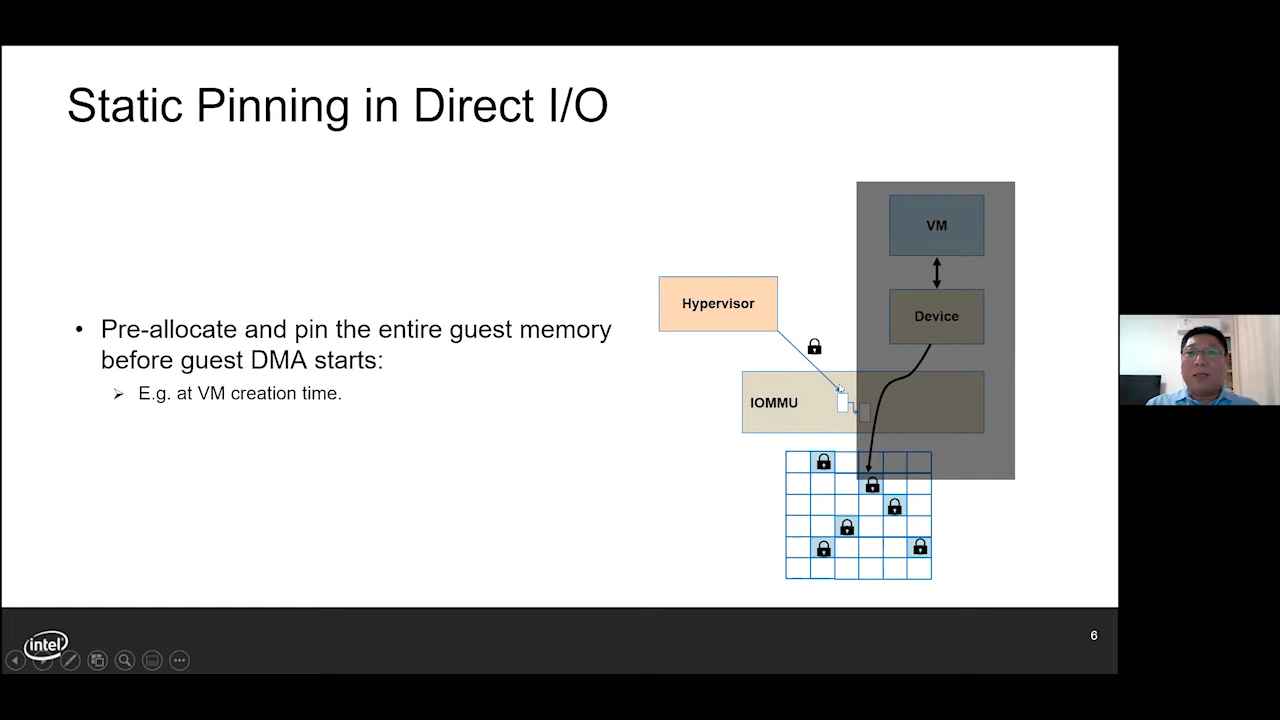 Static Pinning in Direct I/O
• Pre-allocate and pin the entire guest memory
before guest DMA starts:
➢ E.g. at VM creation time.
VM
Hypervisor
Device
IOMMU
intel
6